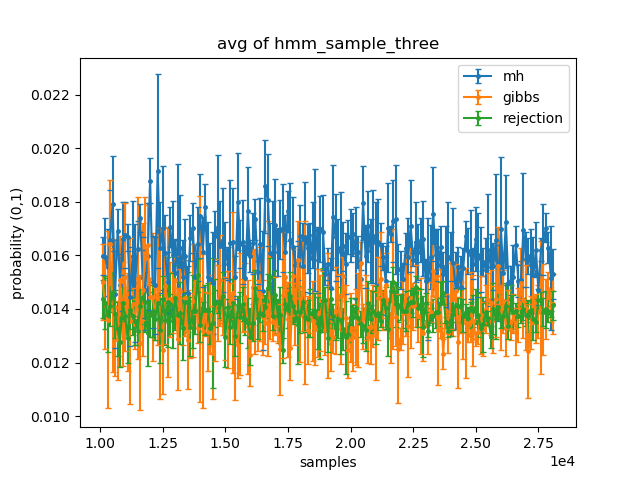 avg of hmm_sample_three
mh
gibbs
rejection
probability (0,1)
0.022
0.020
0.018
0.016
0.014
0.012
0.010
1.00 1.25 1.50 1.75 2.00 2.25 2.50 2.75
1e4
samples